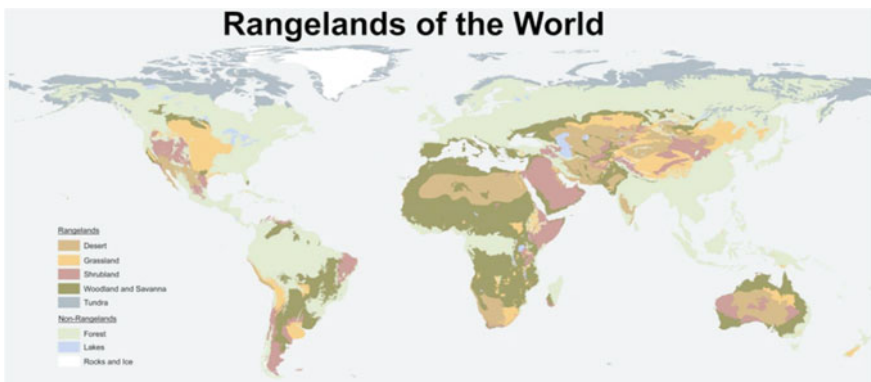 Rangelands of the World
Rangelands
Desert
Grassland
Shrubland
Woodland and Savanna
Tundra
Non-Rangelands
Forest
Lakes
Rocks and Ice